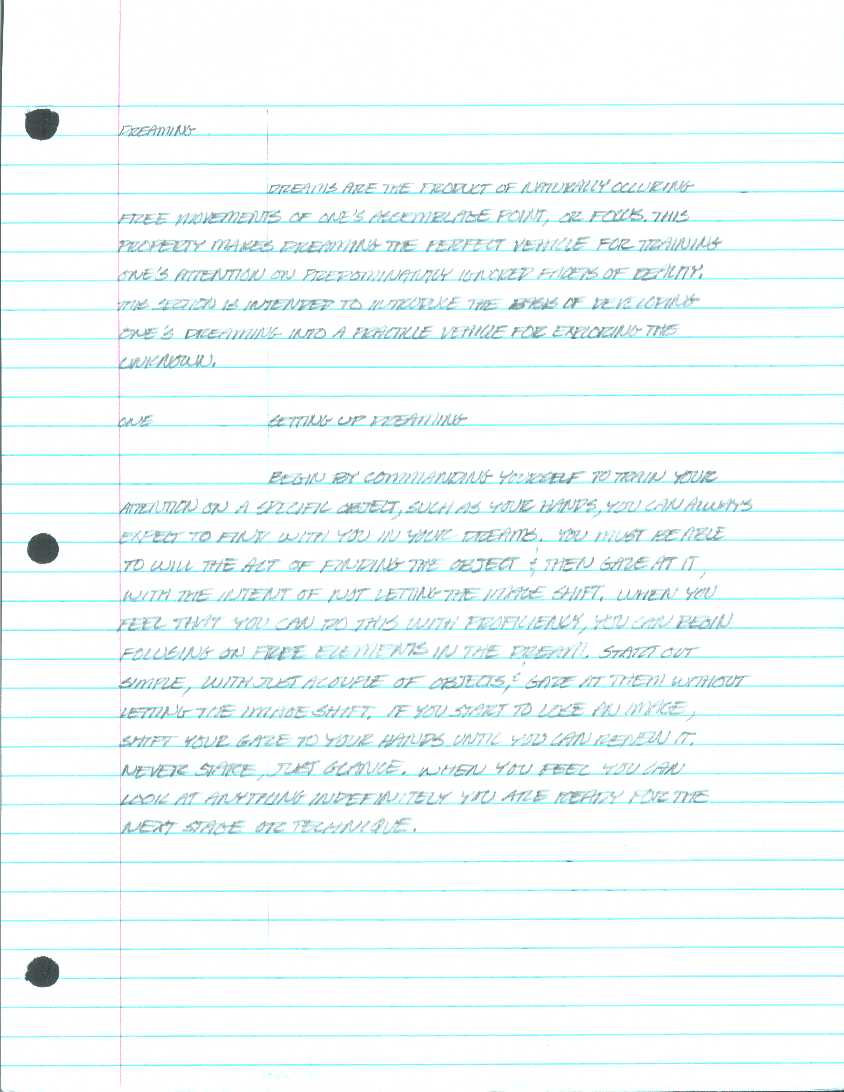 DREAMING
DREAMS ARE THE PRODUCT OF NATURALLY OCCURING
FREE MOVEMENTS OF ONE'S ASSEMBLAGE POINT, OR FOCUS. THIS
PROPERTY MAKES DREAMING THE PERFECT VEHICLE FOR TRAINING
ONE'S ATTENTION ON PREDOMINATATLY IGNORED FACETS OF REALITY.
THIS SECTION IS INTENDED TO INTRODUCE THE BASIS OF DEVELOPING
ONE'S DREAMING INTO A PRACTICLE VEHICLE FOR EXPLORING THE
UNKNOWN.
ONE SETTING UP DREAMING
BEGIN BY COMMANDING YOURSELF TO TRAIN YOUR
ATTENTION ON A SPECIFIC OBJECT, SUCH AS YOUR HANDS, YOU CAN ALWAYS
EXPECT TO FIND WITH YOU IN YOUR DREAMS. YOU MUST BE ABLE
TO WILL THE ACT OF FINDING THE OBJECT & THEN GAZE AT IT,
WITH THE INTENT OF NOT LETTING THE IMAGE SHIFT. WHEN YOU
FEEL THAT YOU CAN DO THIS WITH PROFICIENCY, YOU CAN BEGIN
FOCUSING ON FREE ELEMENTS IN THE DREAM. START OUT
SIMPLE, WITH JUST A COUPLE OF OBJECTS, & GAZE AT THEM WITHOUT
LETTING THE IMAGE SHIFT. IF YOU START TO LOSE AN IMAGE,
SHIFT YOUR GAZE TO YOUR HANDS UNTIL YOU CAN RENEW IT.
NEVER STARE, JUST GLANCE. WHEN YOU FEEL YOU CAN
LOOK AT ANYTHING INDEFINITELY YOU ARE READY FOR THE
NEXT STAGE OR TECHNIQUE.